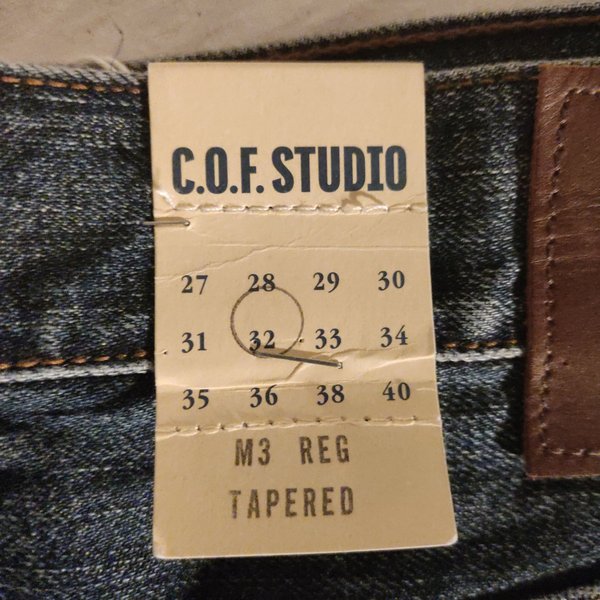 C.O.F. STUDIO
27 28 29 30
31 32 33 34
35 36 38 40
M3 REG
TAPERED